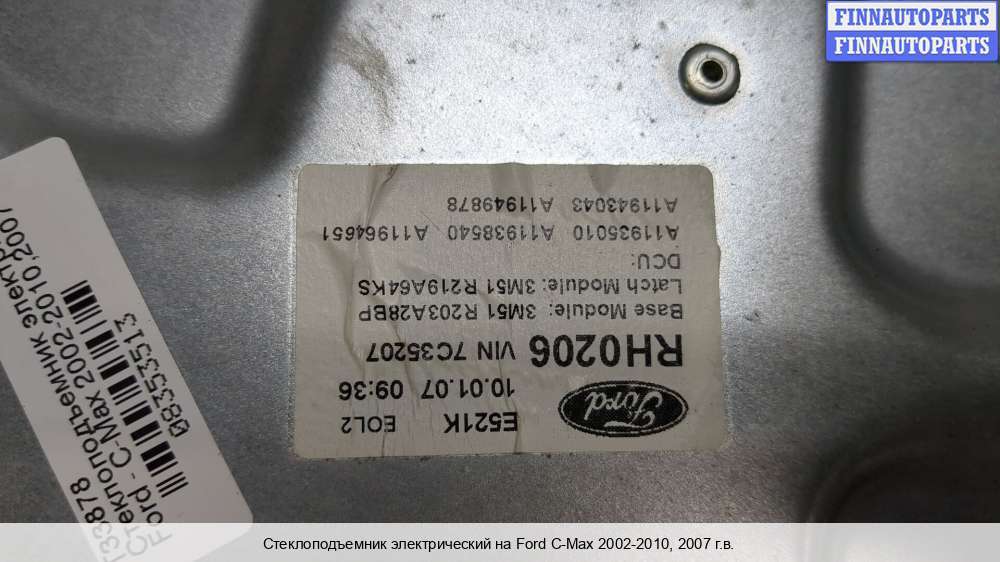 FINNAUTOPARTS
FINNAUTOPARTS
Ford
E521K EOL2
10.01.07 09:36
RH0206 VIN 7C35207
Base Module: 3M51 R203A28BP
Latch Module: 3M51 R219A64KS
DCU:
A11935010 A11938540 A11964651
A11943043 A11949878
Стеклоподъемник электр
Ford - C-Max 2002-2010,2007
08353513
Стеклоподъемник электрический на Ford C-Max 2002-2010, 2007 г.в.